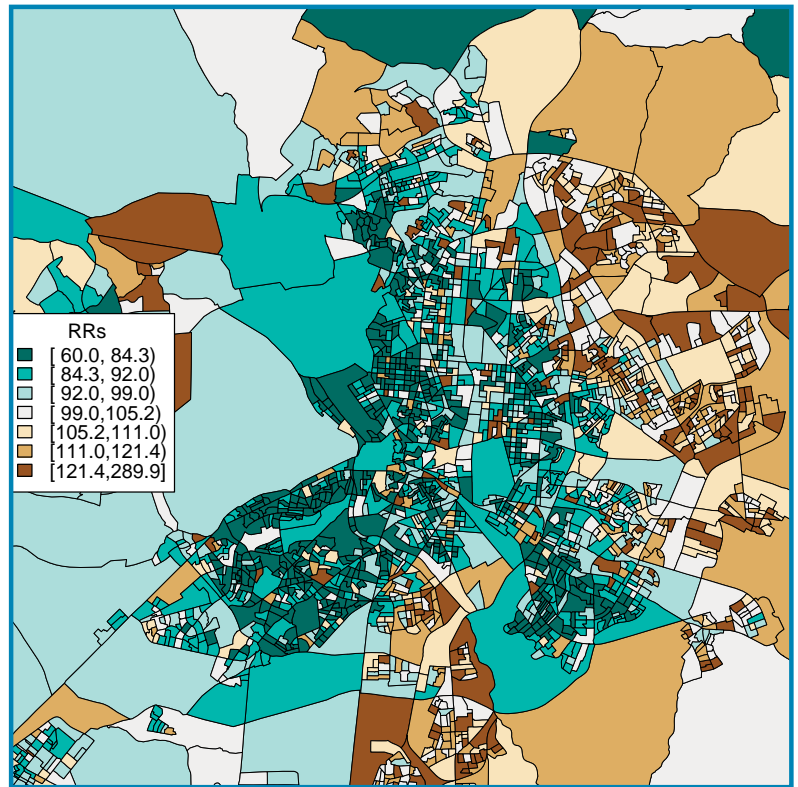 RRs
[ 60.0, 84.3)
[ 84.3, 92.0)
[ 92.0, 99.0)
[ 99.0,105.2)
[105.2,111.0)
[111.0,121.4)
[121.4,289.9]